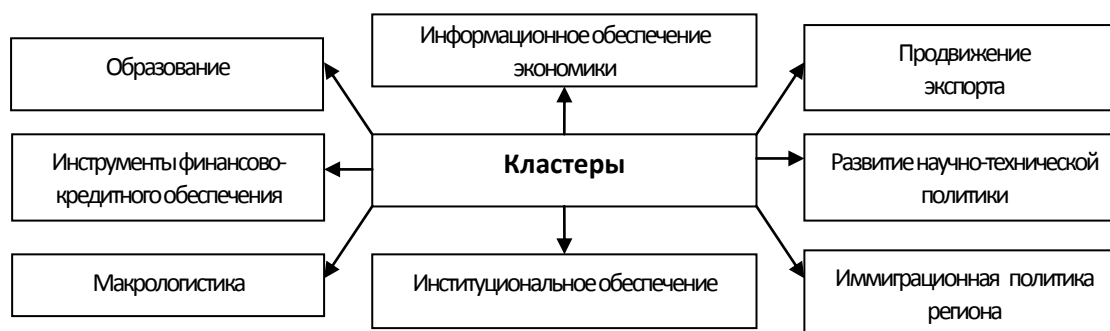 Образование
Информационное обеспечение
экономики
Продвижение
экспорта
Инструменты финансово-
кредитного обеспечения
Кластеры
Развитие научно-технической
политики
Макрологистика
Институциональное обеспечение
Иммиграционная политика
региона